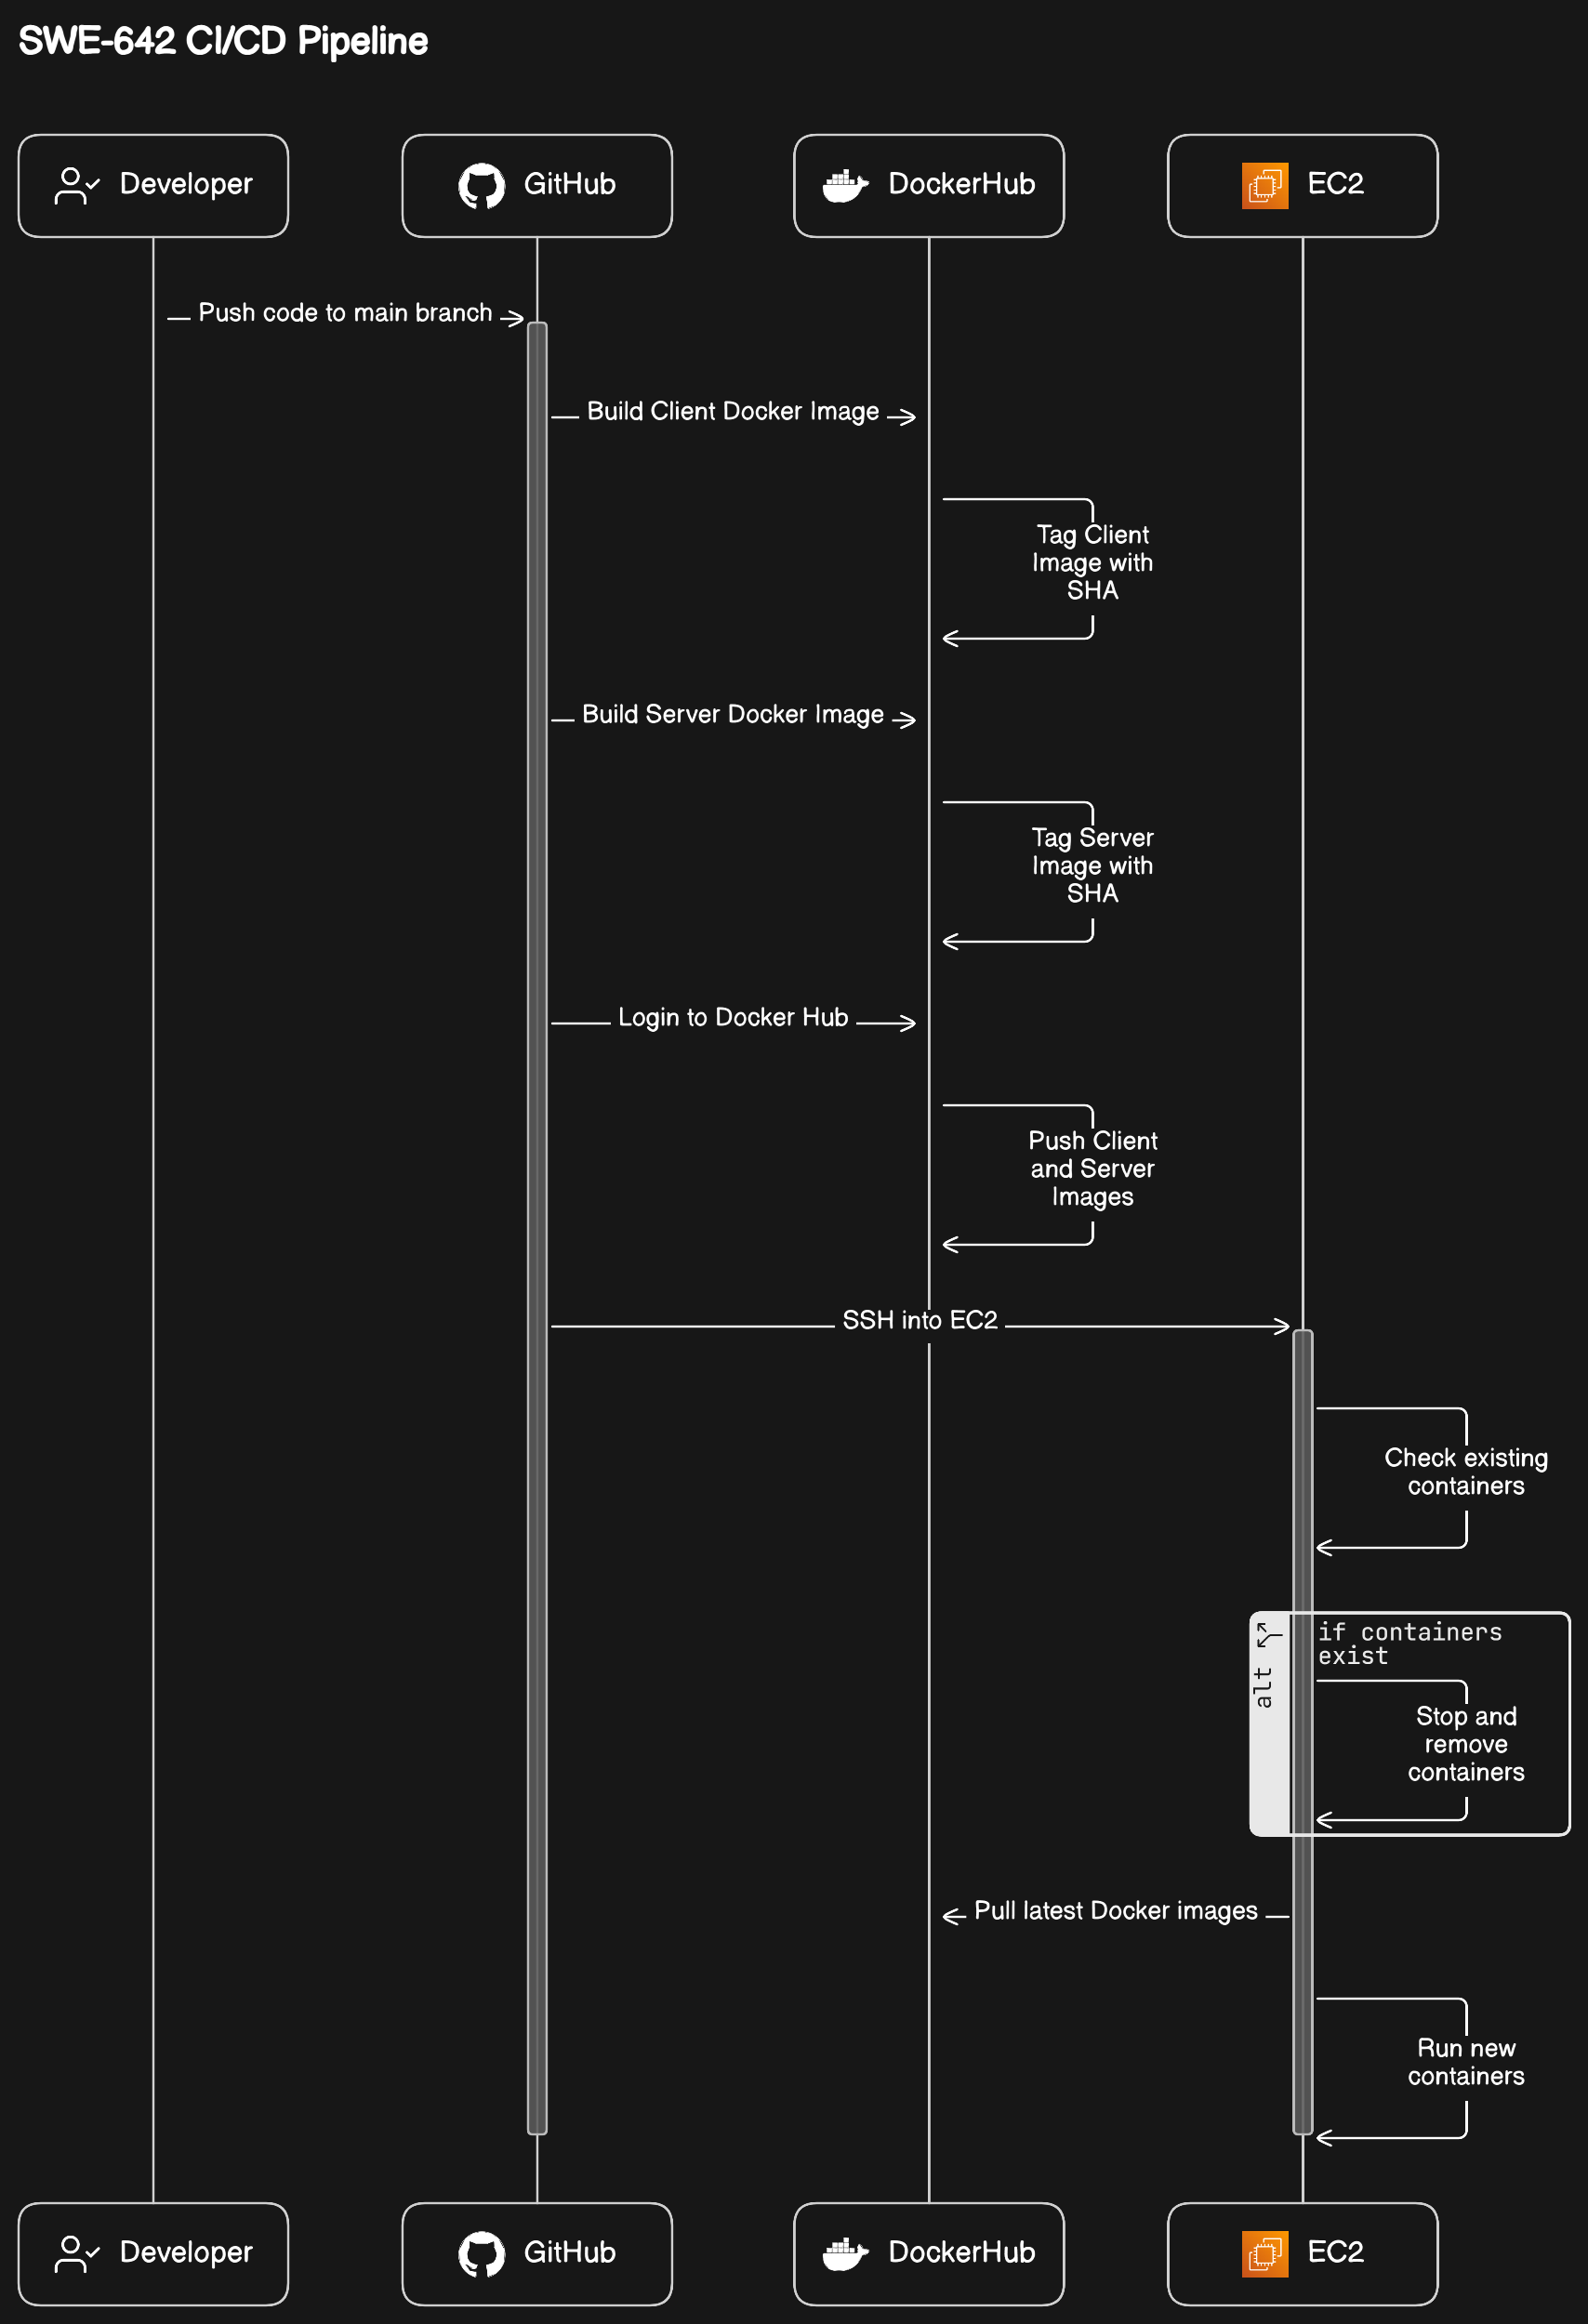 SWE-642 CI/CD Pipeline
Developer
GitHub
DockerHub
EC2
Push code to main branch
Build Client Docker Image
Tag Client
Image with
SHA
Build Server Docker Image
Tag Server
Image with
SHA
Login to Docker Hub
Push Client
and Server
Images
SSH into EC2
Check existing
containers
alt
if containers
exist
Stop and
remove
containers
Pull latest Docker images
Run new
containers
Developer
GitHub
DockerHub
EC2